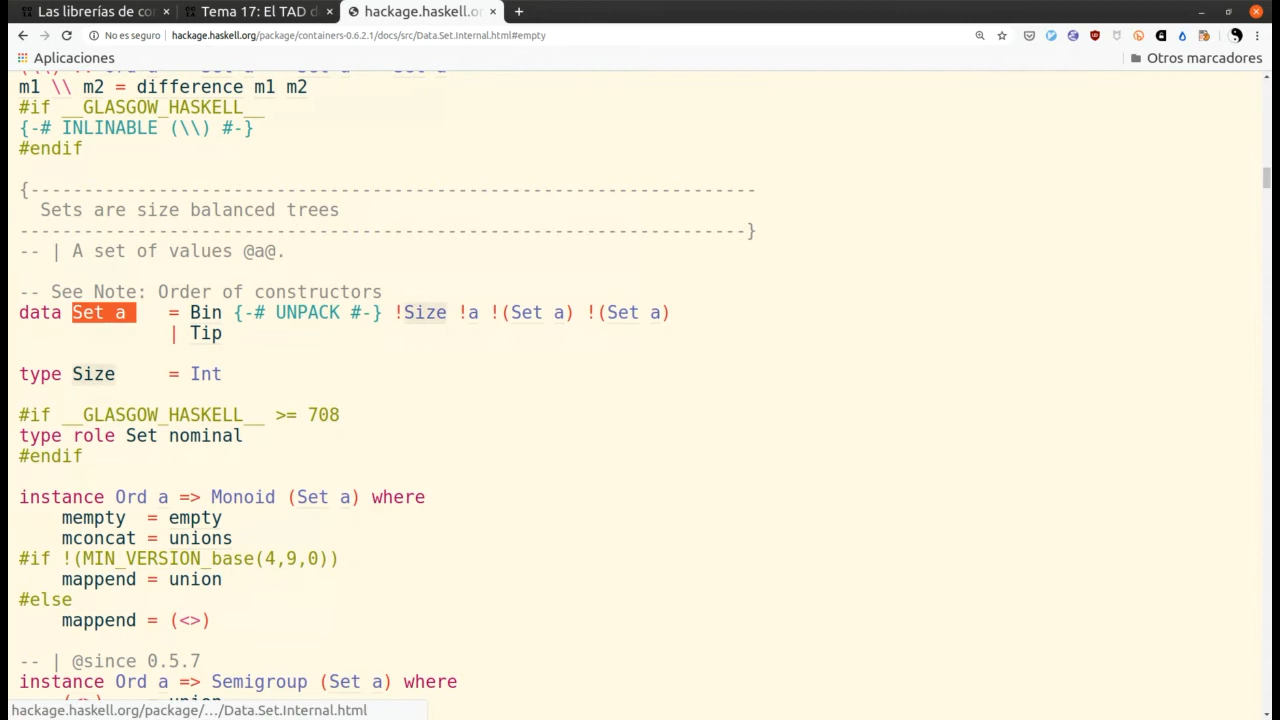 Las librerías de co
Tema 17: El TAD d
hackage.haskell.o
No es seguro
hackage.haskell.org/package/containers-0.6.2.1/docs/src/Data.Set.Internal.html#empty
Aplicaciones
Otros marcadores
m1 \\ m2 = difference m1 m2
#if __GLASGOW_HASKELL__
{-# INLINABLE (\\) #-}
#endif
{--------------------------------------------------------------------
Sets are size balanced trees
--------------------------------------------------------------------}
-- | A set of values @a@.
-- See Note: Order of constructors
data Set a = Bin {-# UNPACK #-} !Size !a !(Set a) !(Set a)
| Tip
type Size = Int
#if __GLASGOW_HASKELL__ >= 708
type role Set nominal
#endif
instance Ord a => Monoid (Set a) where
mempty = empty
mconcat = unions
#if !(MIN_VERSION_base(4,9,0))
mappend = union
#else
mappend = (<>)
-- | @since 0.5.7
instance Ord a => Semigroup (Set a) where
hackage.haskell.org/package/…/Data.Set.Internal.html